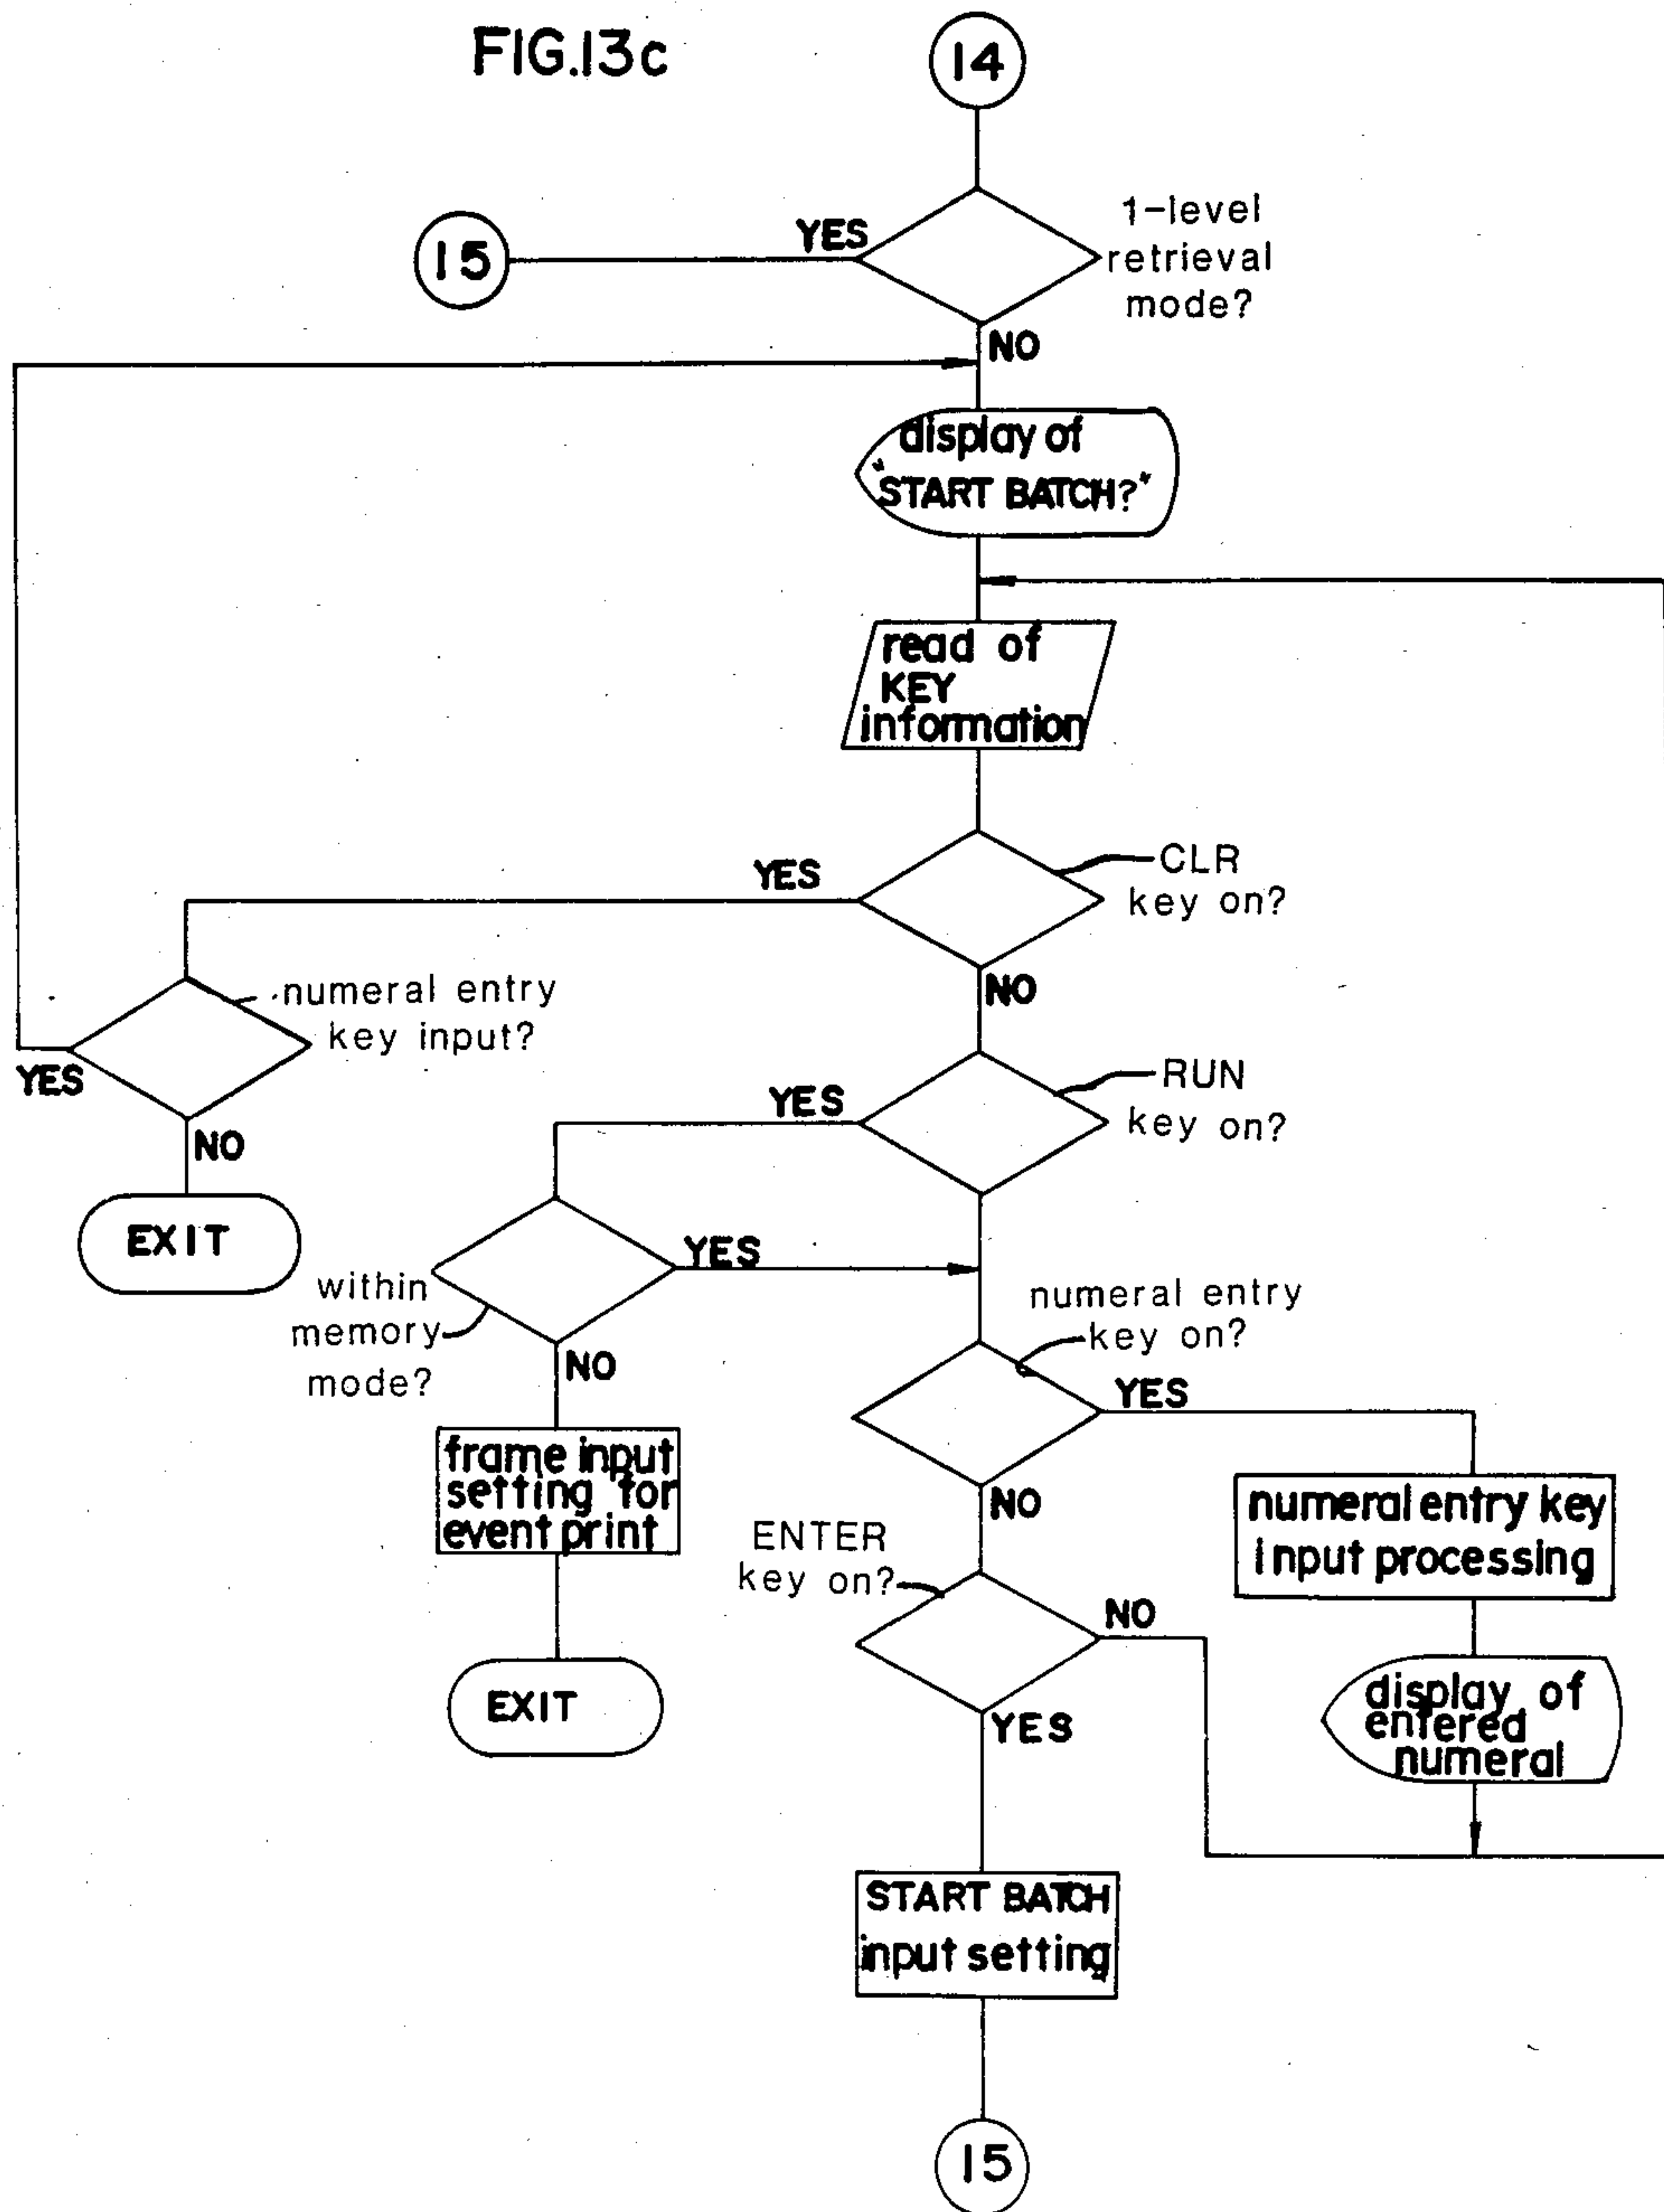 FIG.13c
14
1-level
retrieval
mode?
YES
15
NO
display of
"START BATCH?"
read of
KEY
information
CLR
key on?
YES
NO
numeral entry
key input?
YES
NO
EXIT
RUN
key on?
YES
within
memory
mode?
YES
NO
frame input
setting for
event print
EXIT
numeral entry
key on?
YES
NO
numeral entry key
input processing
display of
entered
numeral
ENTER
key on?
NO
YES
START BATCH
input setting
15